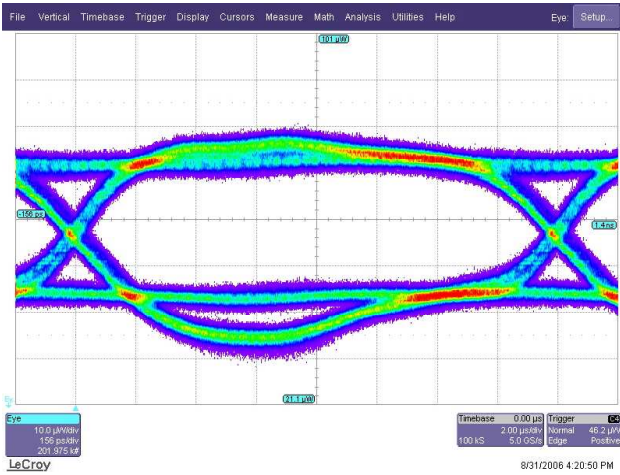 File Vertical Timebase Trigger Display Cursors Measure Math Analysis Utilities Help Eye: Setup...
101 µW
-156 ps
1.4 ns
21.1 µW
Eye
10.0 µW/div
156 ps/div
201.975 k#
Timebase 0.00 µs
2.00 µs/div
100 kS 5.0 GS/s
Trigger C4
Normal 46.2 µW
Edge Positive
LeCroy
8/31/2006 4:20:50 PM